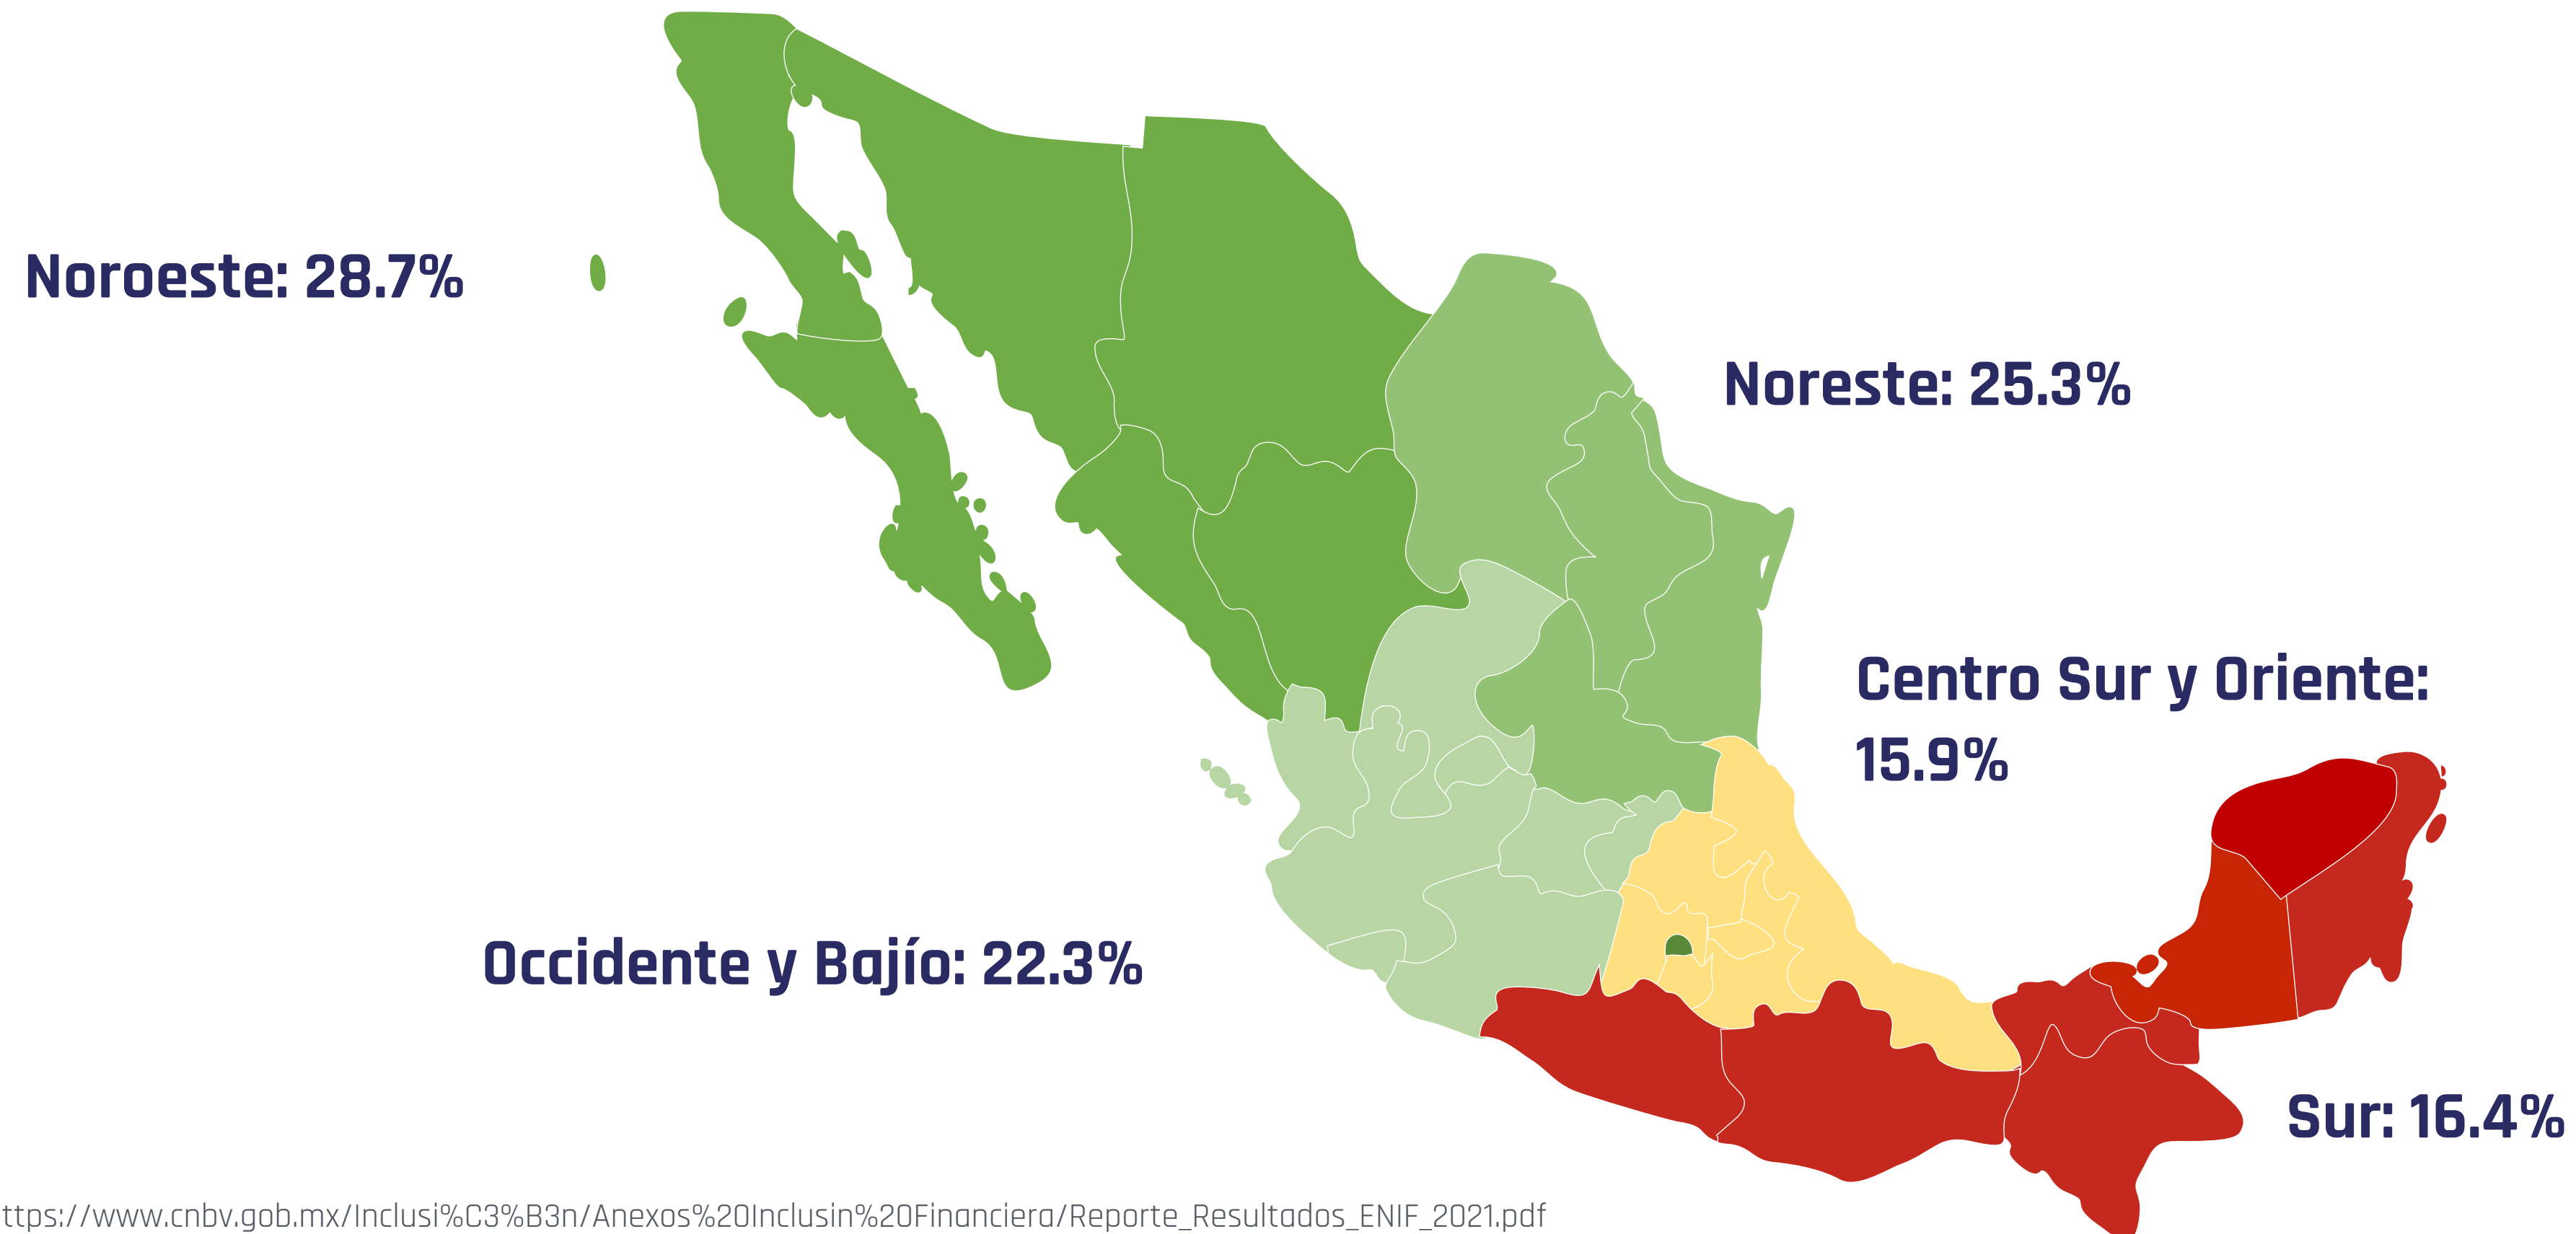 Noroeste: 28.7%
Noreste: 25.3%
Centro Sur y Oriente:
15.9%
Occidente y Bajío: 22.3%
Sur: 16.4%
ttps://www.cnbv.gob.mx/Inclusi%C3%B3n/Anexos%20Inclusin%20Financiera/Reporte_Resultados_ENIF_2021.pdf